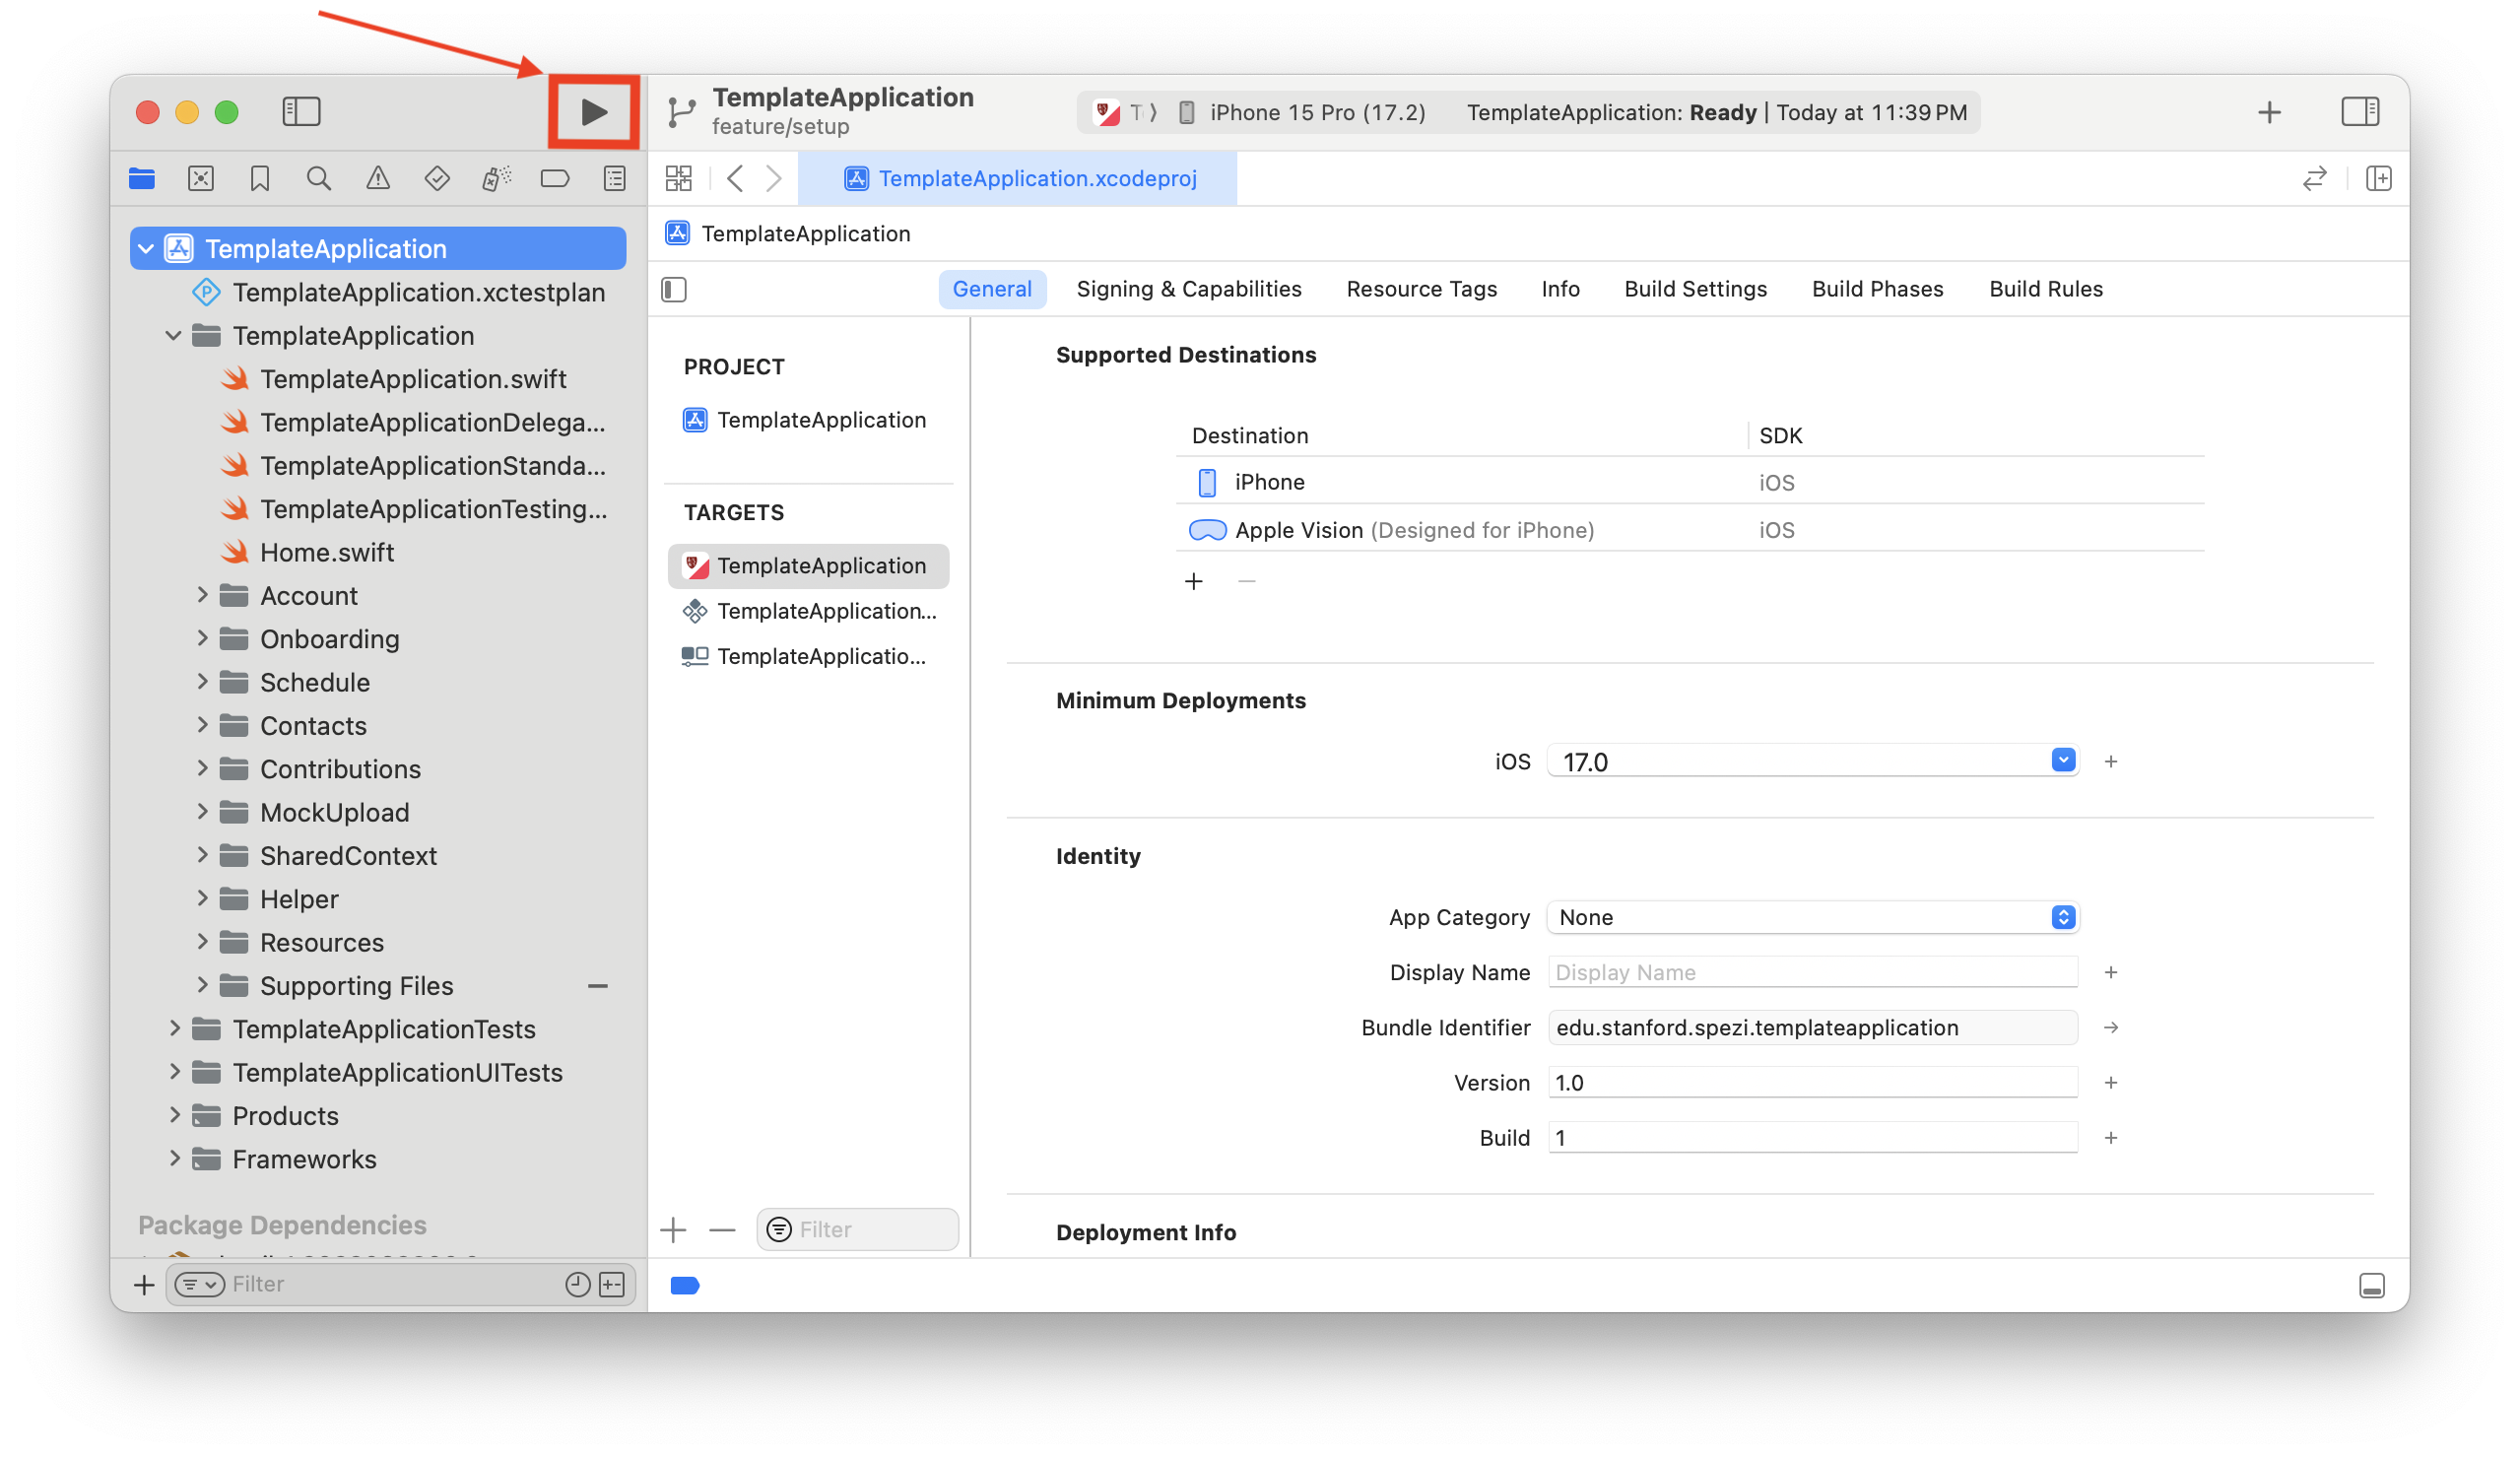 TemplateApplication
feature/setup
iPhone 15 Pro (17.2)
TemplateApplication: Ready | Today at 11:39 PM
TemplateApplication.xcodeproj
TemplateApplication
TemplateApplication.xctestplan
TemplateApplication
TemplateApplication.swift
TemplateApplicationDelega...
TemplateApplicationStanda...
TemplateApplicationTesting...
Home.swift
Account
Onboarding
Schedule
Contacts
Contributions
MockUpload
SharedContext
Helper
Resources
Supporting Files
TemplateApplicationTests
TemplateApplicationUITests
Products
Frameworks
Package Dependencies
Filter
TemplateApplication
General Signing & Capabilities Resource Tags Info Build Settings Build Phases Build Rules
PROJECT
TemplateApplication
TARGETS
TemplateApplication
TemplateApplication...
TemplateApplicatio...
Filter
Supported Destinations
Destination SDK
iPhone iOS
Apple Vision (Designed for iPhone) iOS
Minimum Deployments
iOS 17.0
Identity
App Category None
Display Name Display Name
Bundle Identifier edu.stanford.spezi.templateapplication
Version 1.0
Build 1
Deployment Info